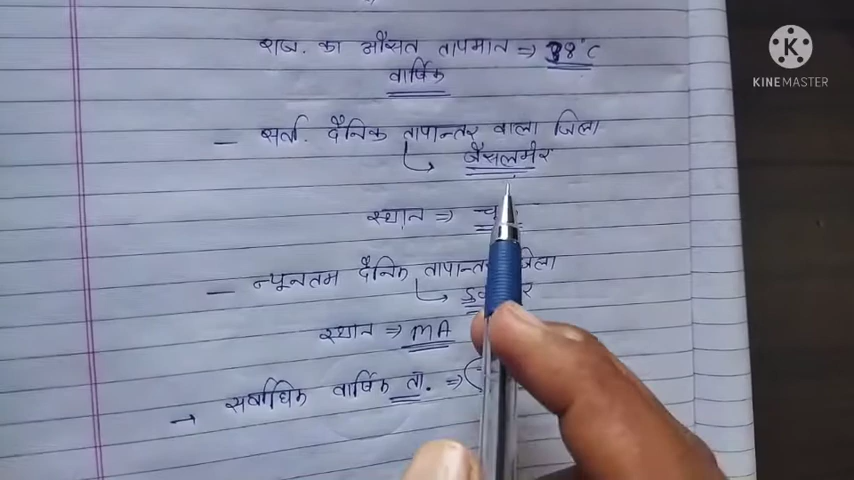 राज. का औसत तापमान ⇒ 38°C
वार्षिक
- सर्वा. दैनिक तापान्तर वाला जिला
↳ जैसलमेर
स्थान ⇒
- न्यूनतम दैनिक तापान्तर जिला
↳
स्थान ⇒ MA
→ सर्वाधिक वार्षिक ता. ⇒
K
KINEMASTER